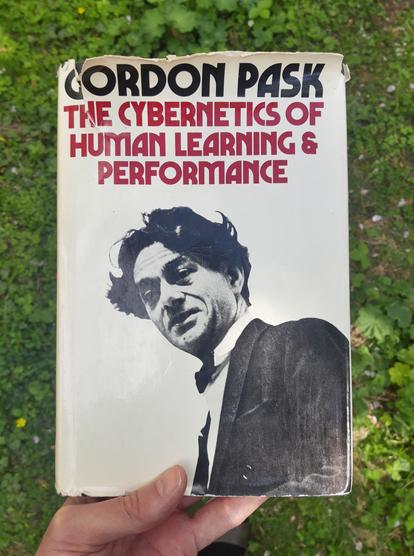 GORDON PASK
THE CYBERNETICS OF
HUMAN LEARNING &
PERFORMANCE